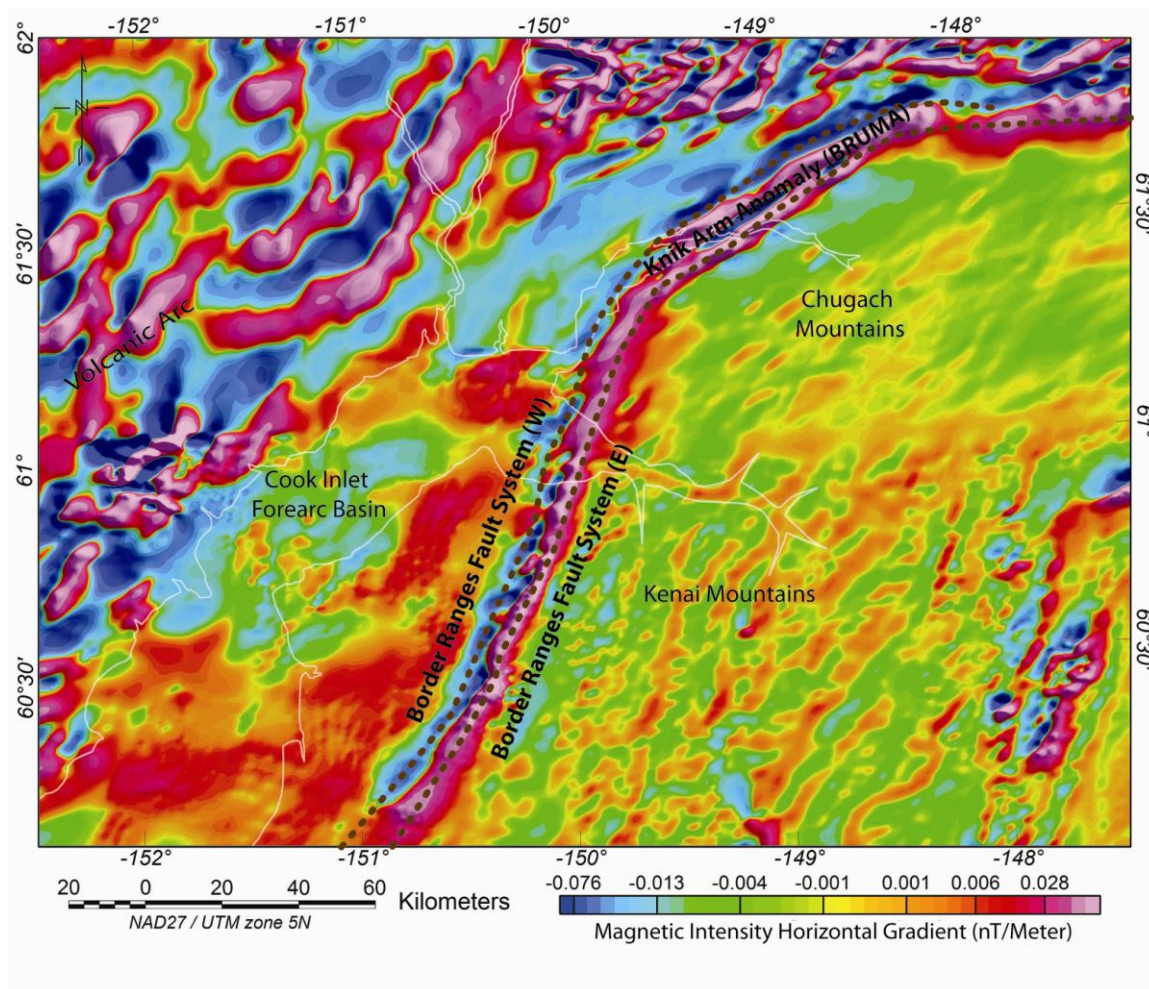 -152° -151° -150° -149° -148°
62°
N
61°30'
61°
60°30'
61°30'
61°
60°30'
Knik Arm Anomaly (BRUMA)
Chugach
Mountains
Volcanic Arc
Border Ranges Fault System (W)
Border Ranges Fault System (E)
Cook Inlet
Forearc Basin
Kenai Mountains
-152° -151° -150° -149° -148°
20 0 20 40 60 Kilometers
NAD27 / UTM zone 5N
-0.076 -0.013 -0.004 -0.001 0.001 0.006 0.028
Magnetic Intensity Horizontal Gradient (nT/Meter)